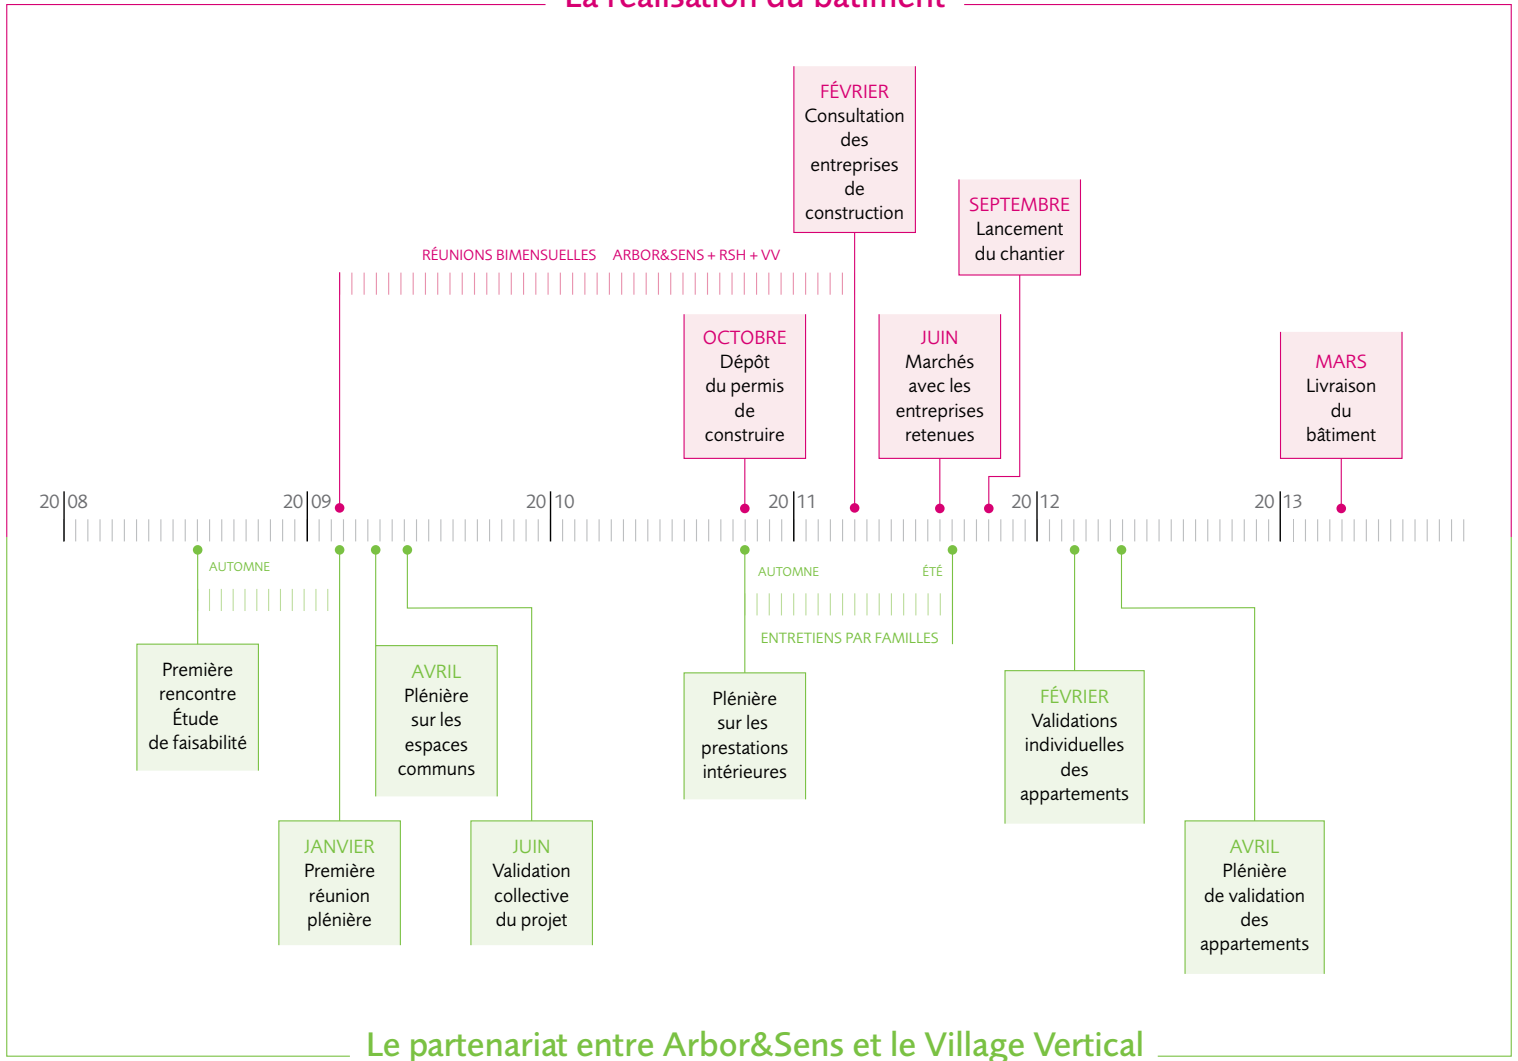 La réalisation du bâtiment
FÉVRIER
Consultation
des
entreprises
de
construction
SEPTEMBRE
Lancement
du chantier
RÉUNIONS BIMENSUELLES ARBOR&SENS + RSH + VV
OCTOBRE
Dépôt
du permis
de
construire
JUIN
Marchés
avec les
entreprises
retenues
MARS
Livraison
du
bâtiment
20 08
20 09
20 10
20 11
20 12
20 13
AUTOMNE
AUTOMNE
ÉTÉ
ENTRETIENS PAR FAMILLES
Première
rencontre
Étude
de faisabilité
AVRIL
Plénière
sur les
espaces
communs
Plénière
sur les
prestations
intérieures
FÉVRIER
Validations
individuelles
des
appartements
JANVIER
Première
réunion
plénière
JUIN
Validation
collective
du projet
AVRIL
Plénière
de validation
des
appartements
Le partenariat entre Arbor&Sens et le Village Vertical